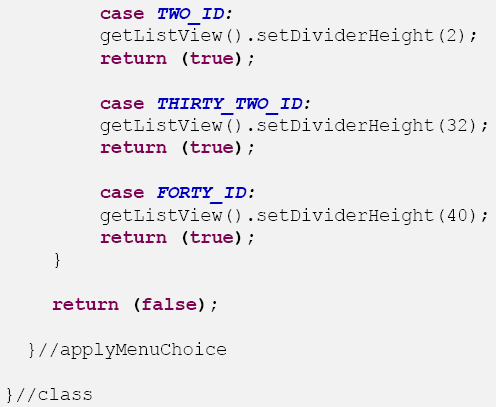 case TWO_ID:
getListView().setDividerHeight(2);
return (true);
case THIRTY_TWO_ID:
getListView().setDividerHeight(32);
return (true);
case FORTY_ID:
getListView().setDividerHeight(40);
return (true);
}
return (false);
}//applyMenuChoice
}//class